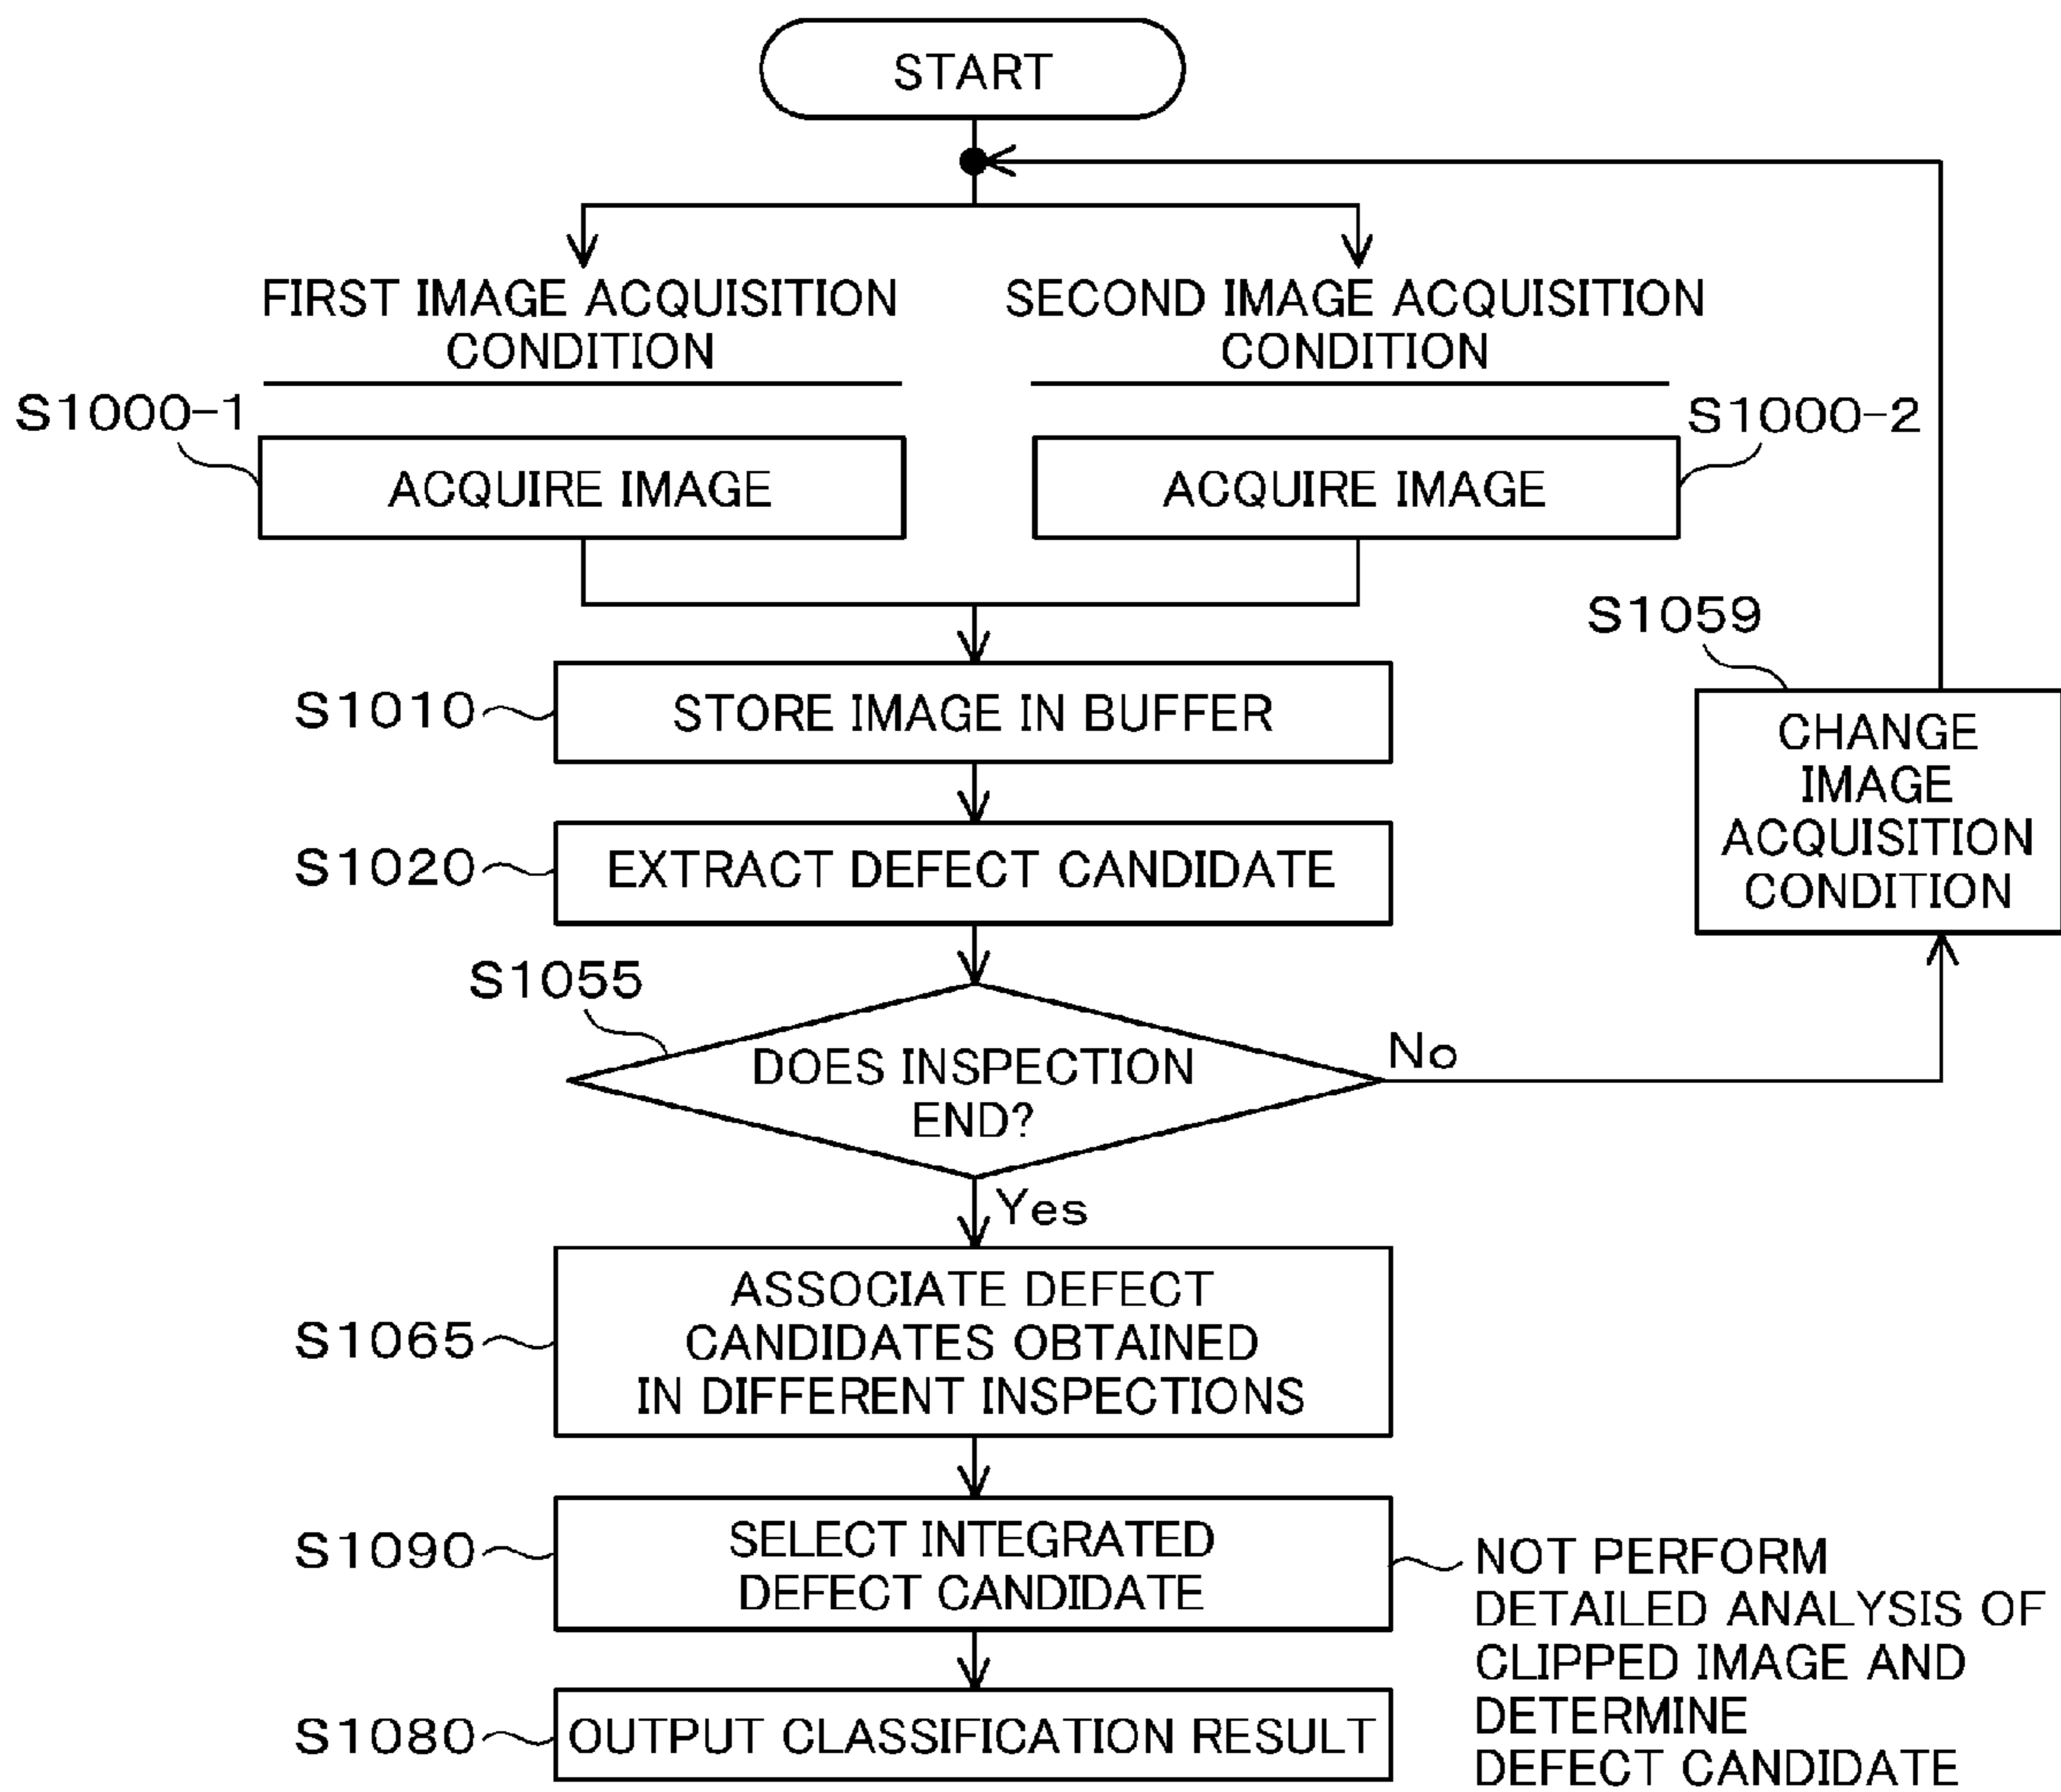 START
FIRST IMAGE ACQUISITION
CONDITION
SECOND IMAGE ACQUISITION
CONDITION
S1000-1
ACQUIRE IMAGE
S1000-2
ACQUIRE IMAGE
S1010
STORE IMAGE IN BUFFER
S1059
CHANGE
IMAGE
ACQUISITION
CONDITION
S1020
EXTRACT DEFECT CANDIDATE
S1055
DOES INSPECTION
END?
No
Yes
S1065
ASSOCIATE DEFECT
CANDIDATES OBTAINED
IN DIFFERENT INSPECTIONS
S1090
SELECT INTEGRATED
DEFECT CANDIDATE
NOT PERFORM
DETAILED ANALYSIS OF
CLIPPED IMAGE AND
DETERMINE
DEFECT CANDIDATE
S1080
OUTPUT CLASSIFICATION RESULT